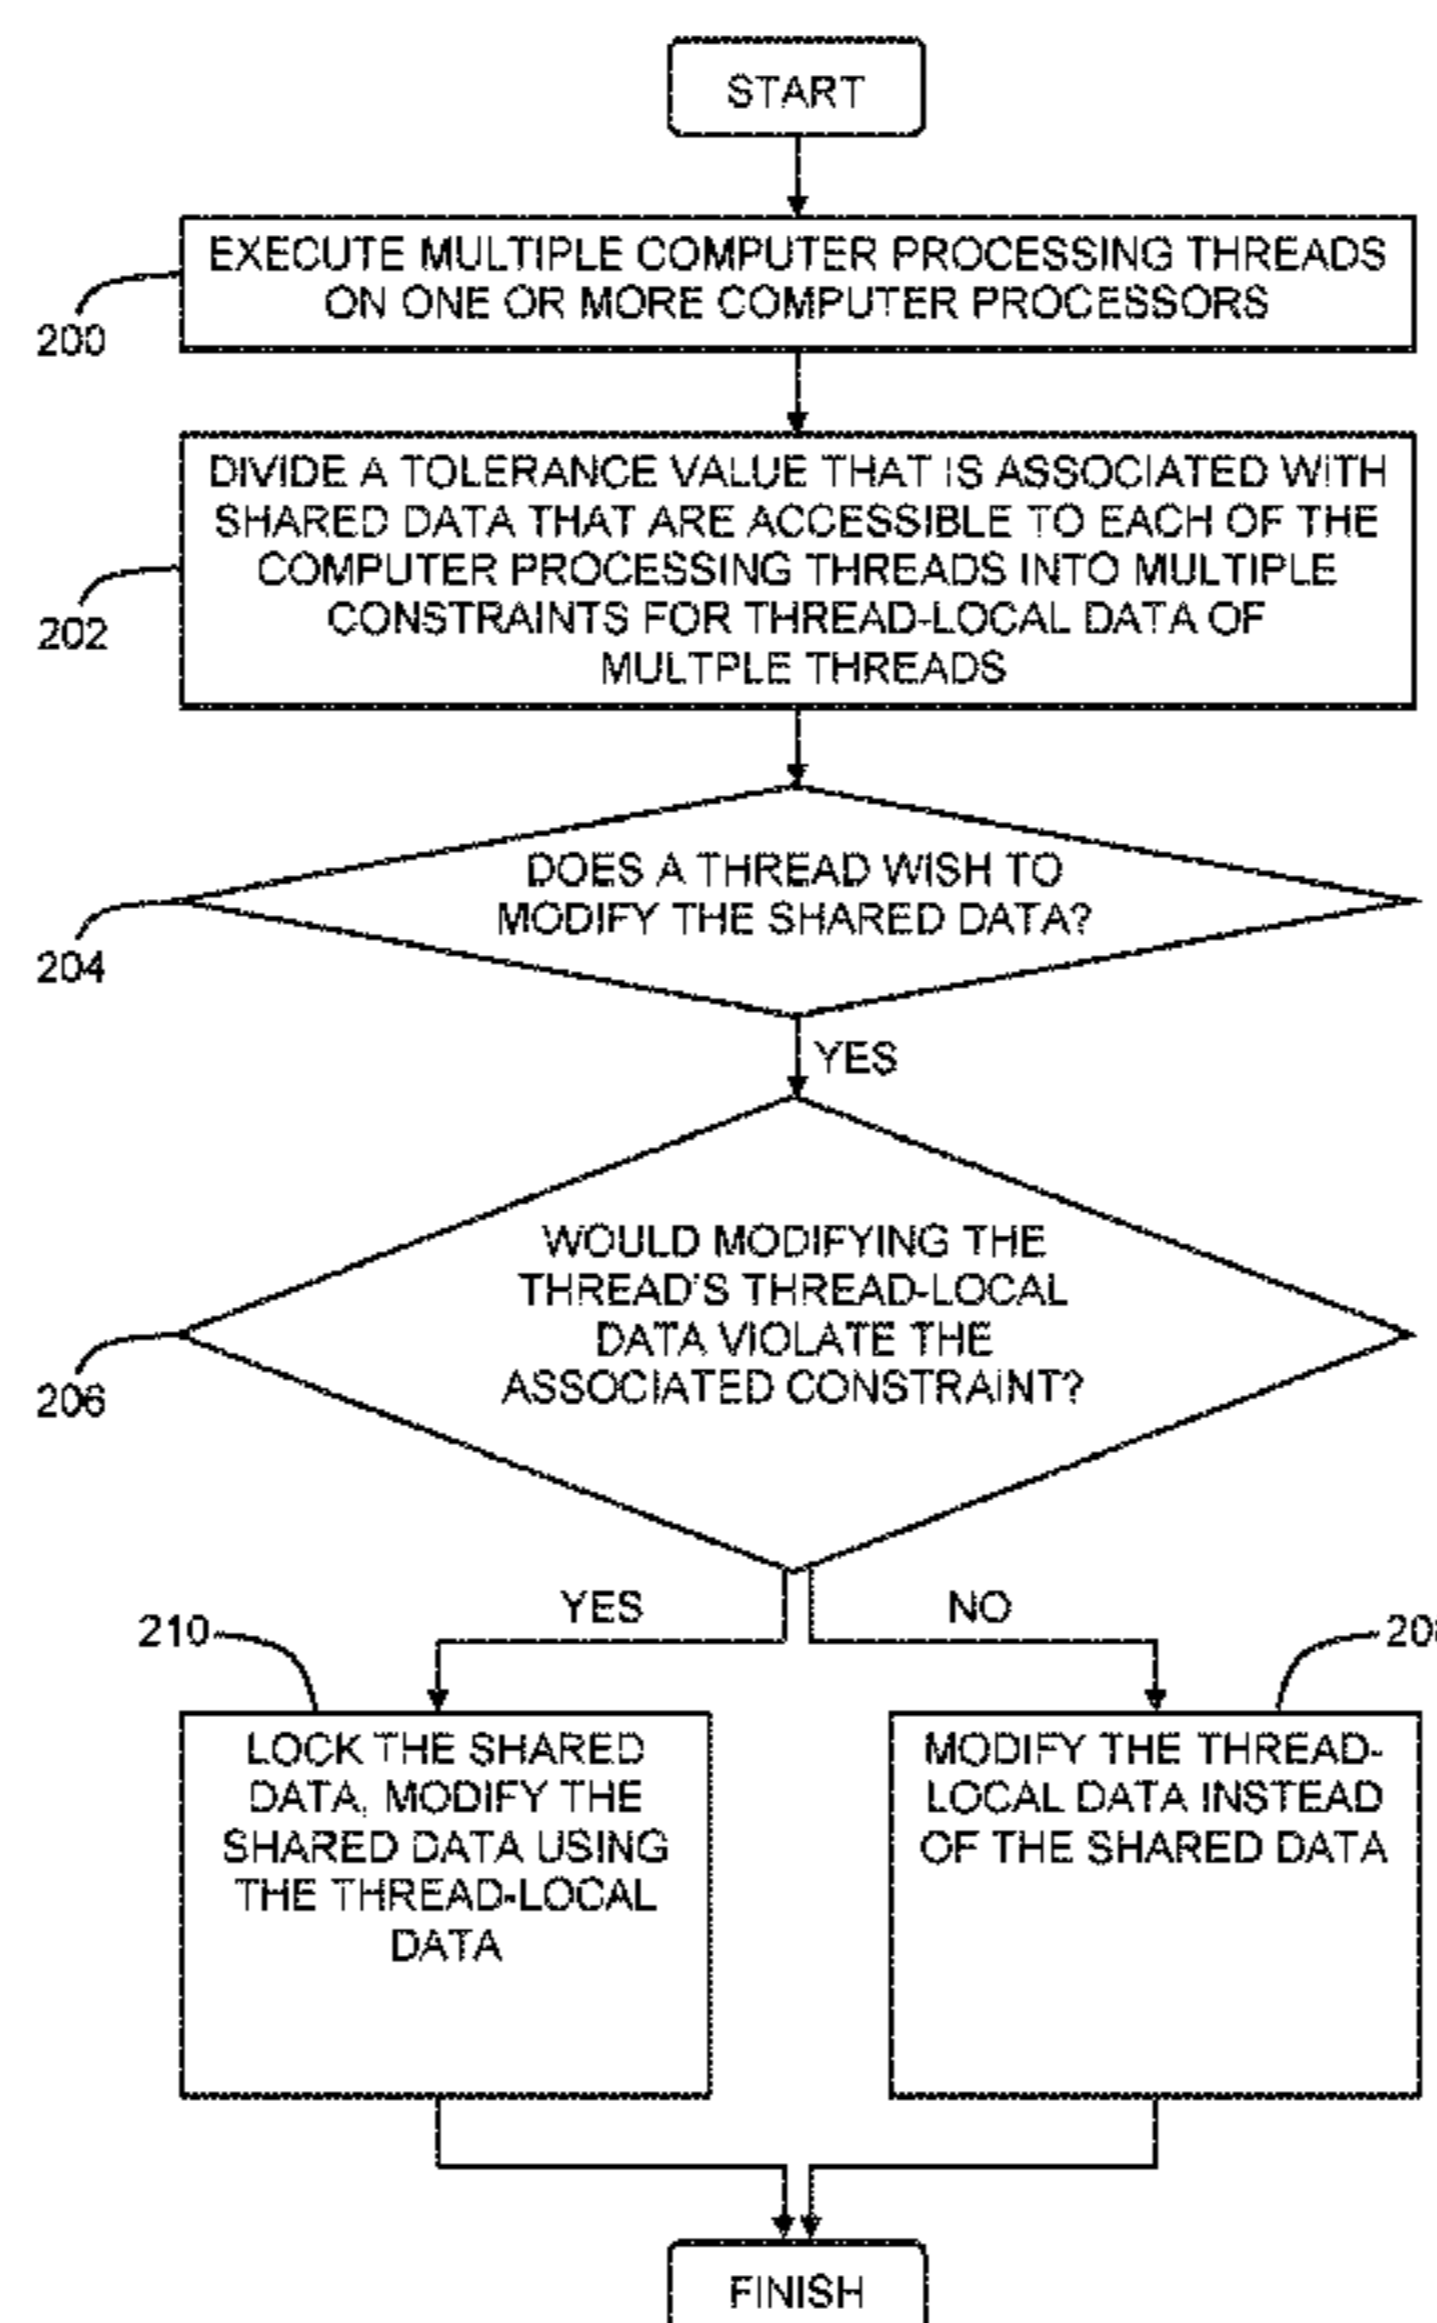 START
EXECUTE MULTIPLE COMPUTER PROCESSING THREADS
ON ONE OR MORE COMPUTER PROCESSORS
200
DIVIDE A TOLERANCE VALUE THAT IS ASSOCIATED WITH
SHARED DATA THAT ARE ACCESSIBLE TO EACH OF THE
COMPUTER PROCESSING THREADS INTO MULTIPLE
CONSTRAINTS FOR THREAD-LOCAL DATA OF
MULTPLE THREADS
202
DOES A THREAD WISH TO
MODIFY THE SHARED DATA?
204
YES
WOULD MODIFYING THE
THREAD'S THREAD-LOCAL
DATA VIOLATE THE
ASSOCIATED CONSTRAINT?
206
YES
NO
210
LOCK THE SHARED
DATA, MODIFY THE
SHARED DATA USING
THE THREAD-LOCAL
DATA
MODIFY THE THREAD-
LOCAL DATA INSTEAD
OF THE SHARED DATA
FINISH